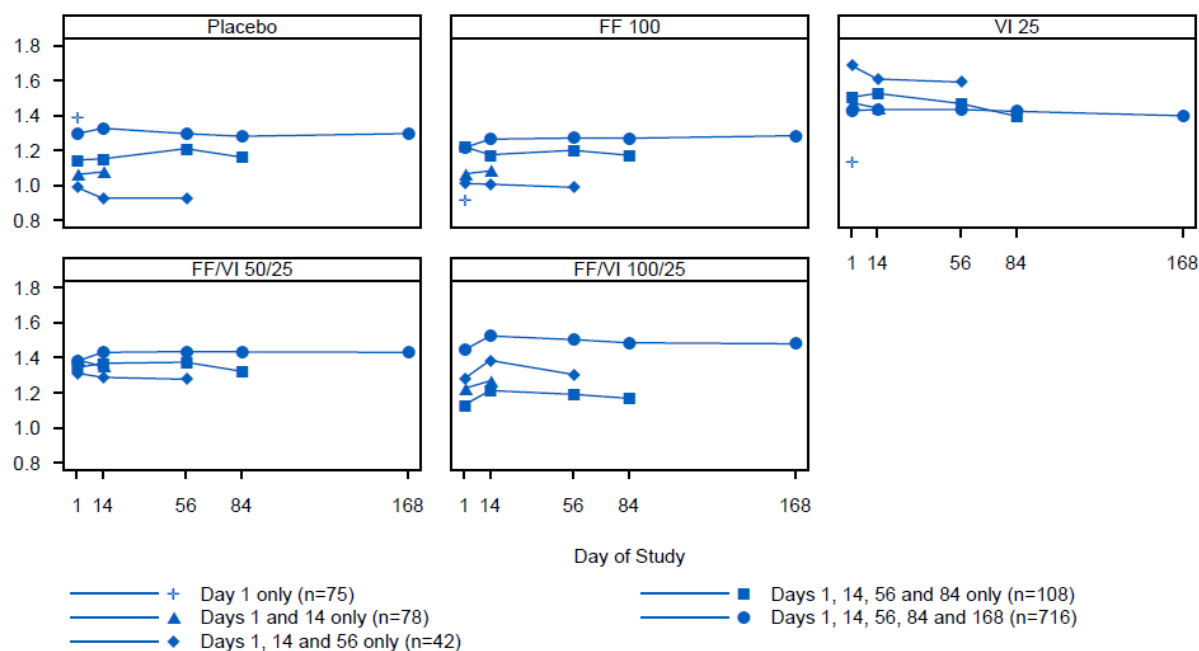 Placebo
FF 100
VI 25
1.8
1.6
1.4
1.2
1.0
0.8
1 14 56 84 168
FF/VI 50/25
FF/VI 100/25
1.8
1.6
1.4
1.2
1.0
0.8
1 14 56 84 168
1 14 56 84 168
Day of Study
Day 1 only (n=75)
Days 1 and 14 only (n=78)
Days 1, 14 and 56 only (n=42)
Days 1, 14, 56 and 84 only (n=108)
Days 1, 14, 56, 84 and 168 (n=716)